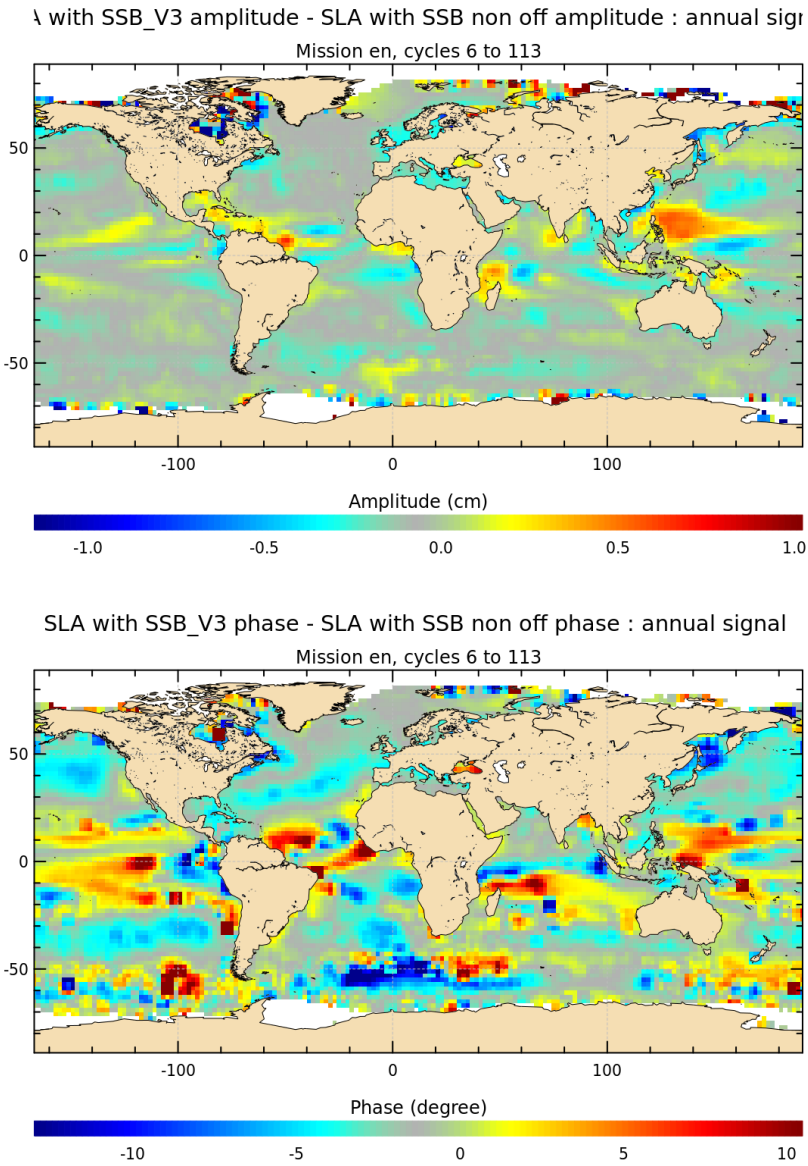 with SSB_V3 amplitude - SLA with SSB non off amplitude : annual
Mission en, cycles 6 to 113
50
0
-50
-100 0 100
Amplitude (cm)
-1.0 -0.5 0.0 0.5 1.0
SLA with SSB_V3 phase - SLA with SSB non off phase : annual signal
Mission en, cycles 6 to 113
50
0
-50
-100 0 100
Phase (degree)
-10 -5 0 5 10